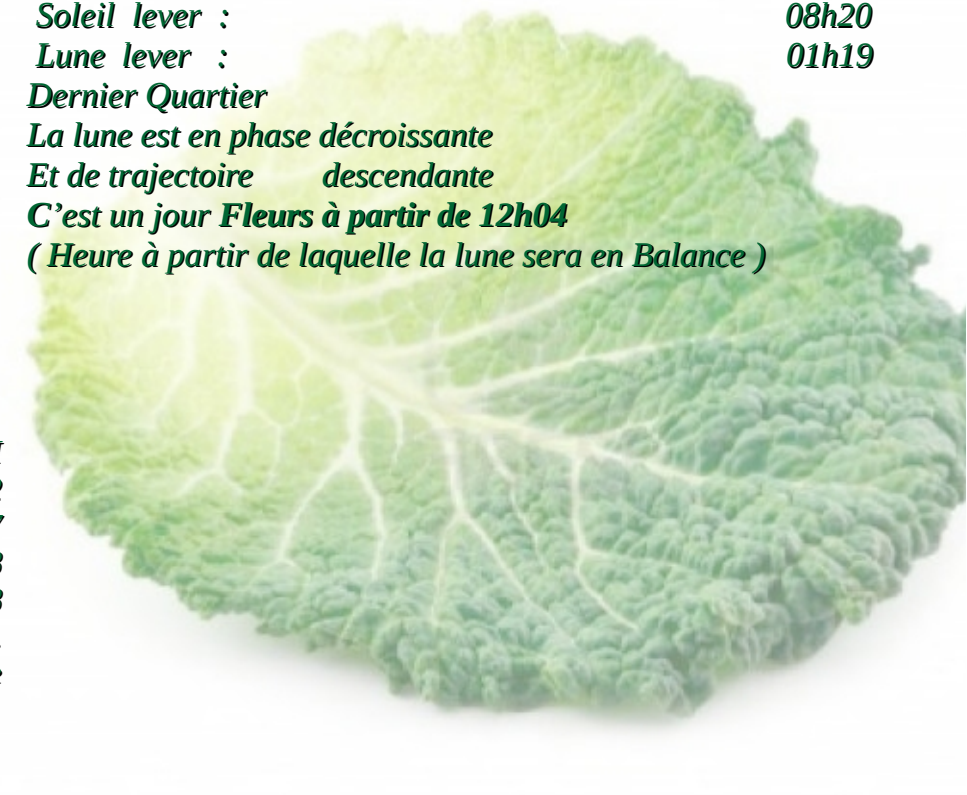 Soleil lever : 08h20
Lune lever : 01h19
Dernier Quartier
La lune est en phase décroissante
Et de trajectoire descendante
C’est un jour Fleurs à partir de 12h04
( Heure à partir de laquelle la lune sera en Balance )